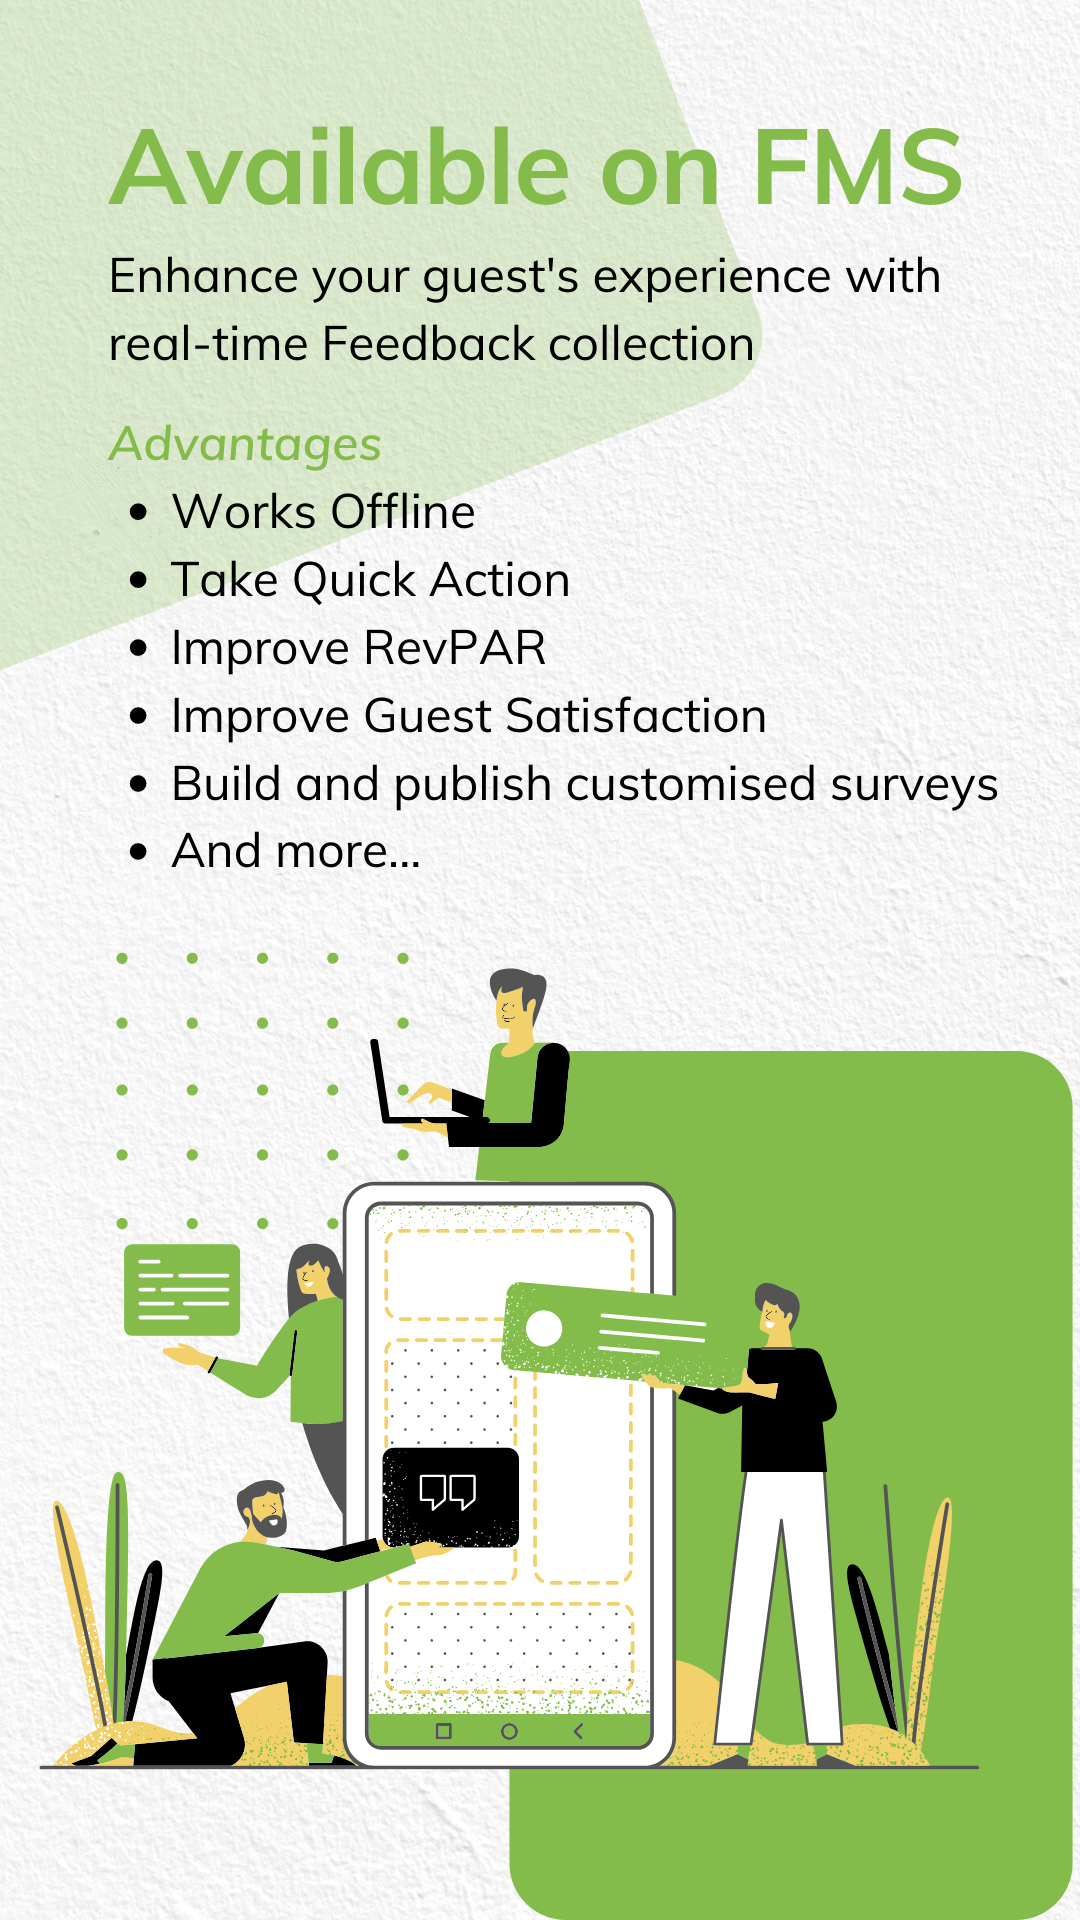 Available on FMS
Enhance your guest's experience with
real-time Feedback collection
Advantages
• Works Offline
• Take Quick Action
• Improve RevPAR
• Improve Guest Satisfaction
• Build and publish customised surveys
• And more...